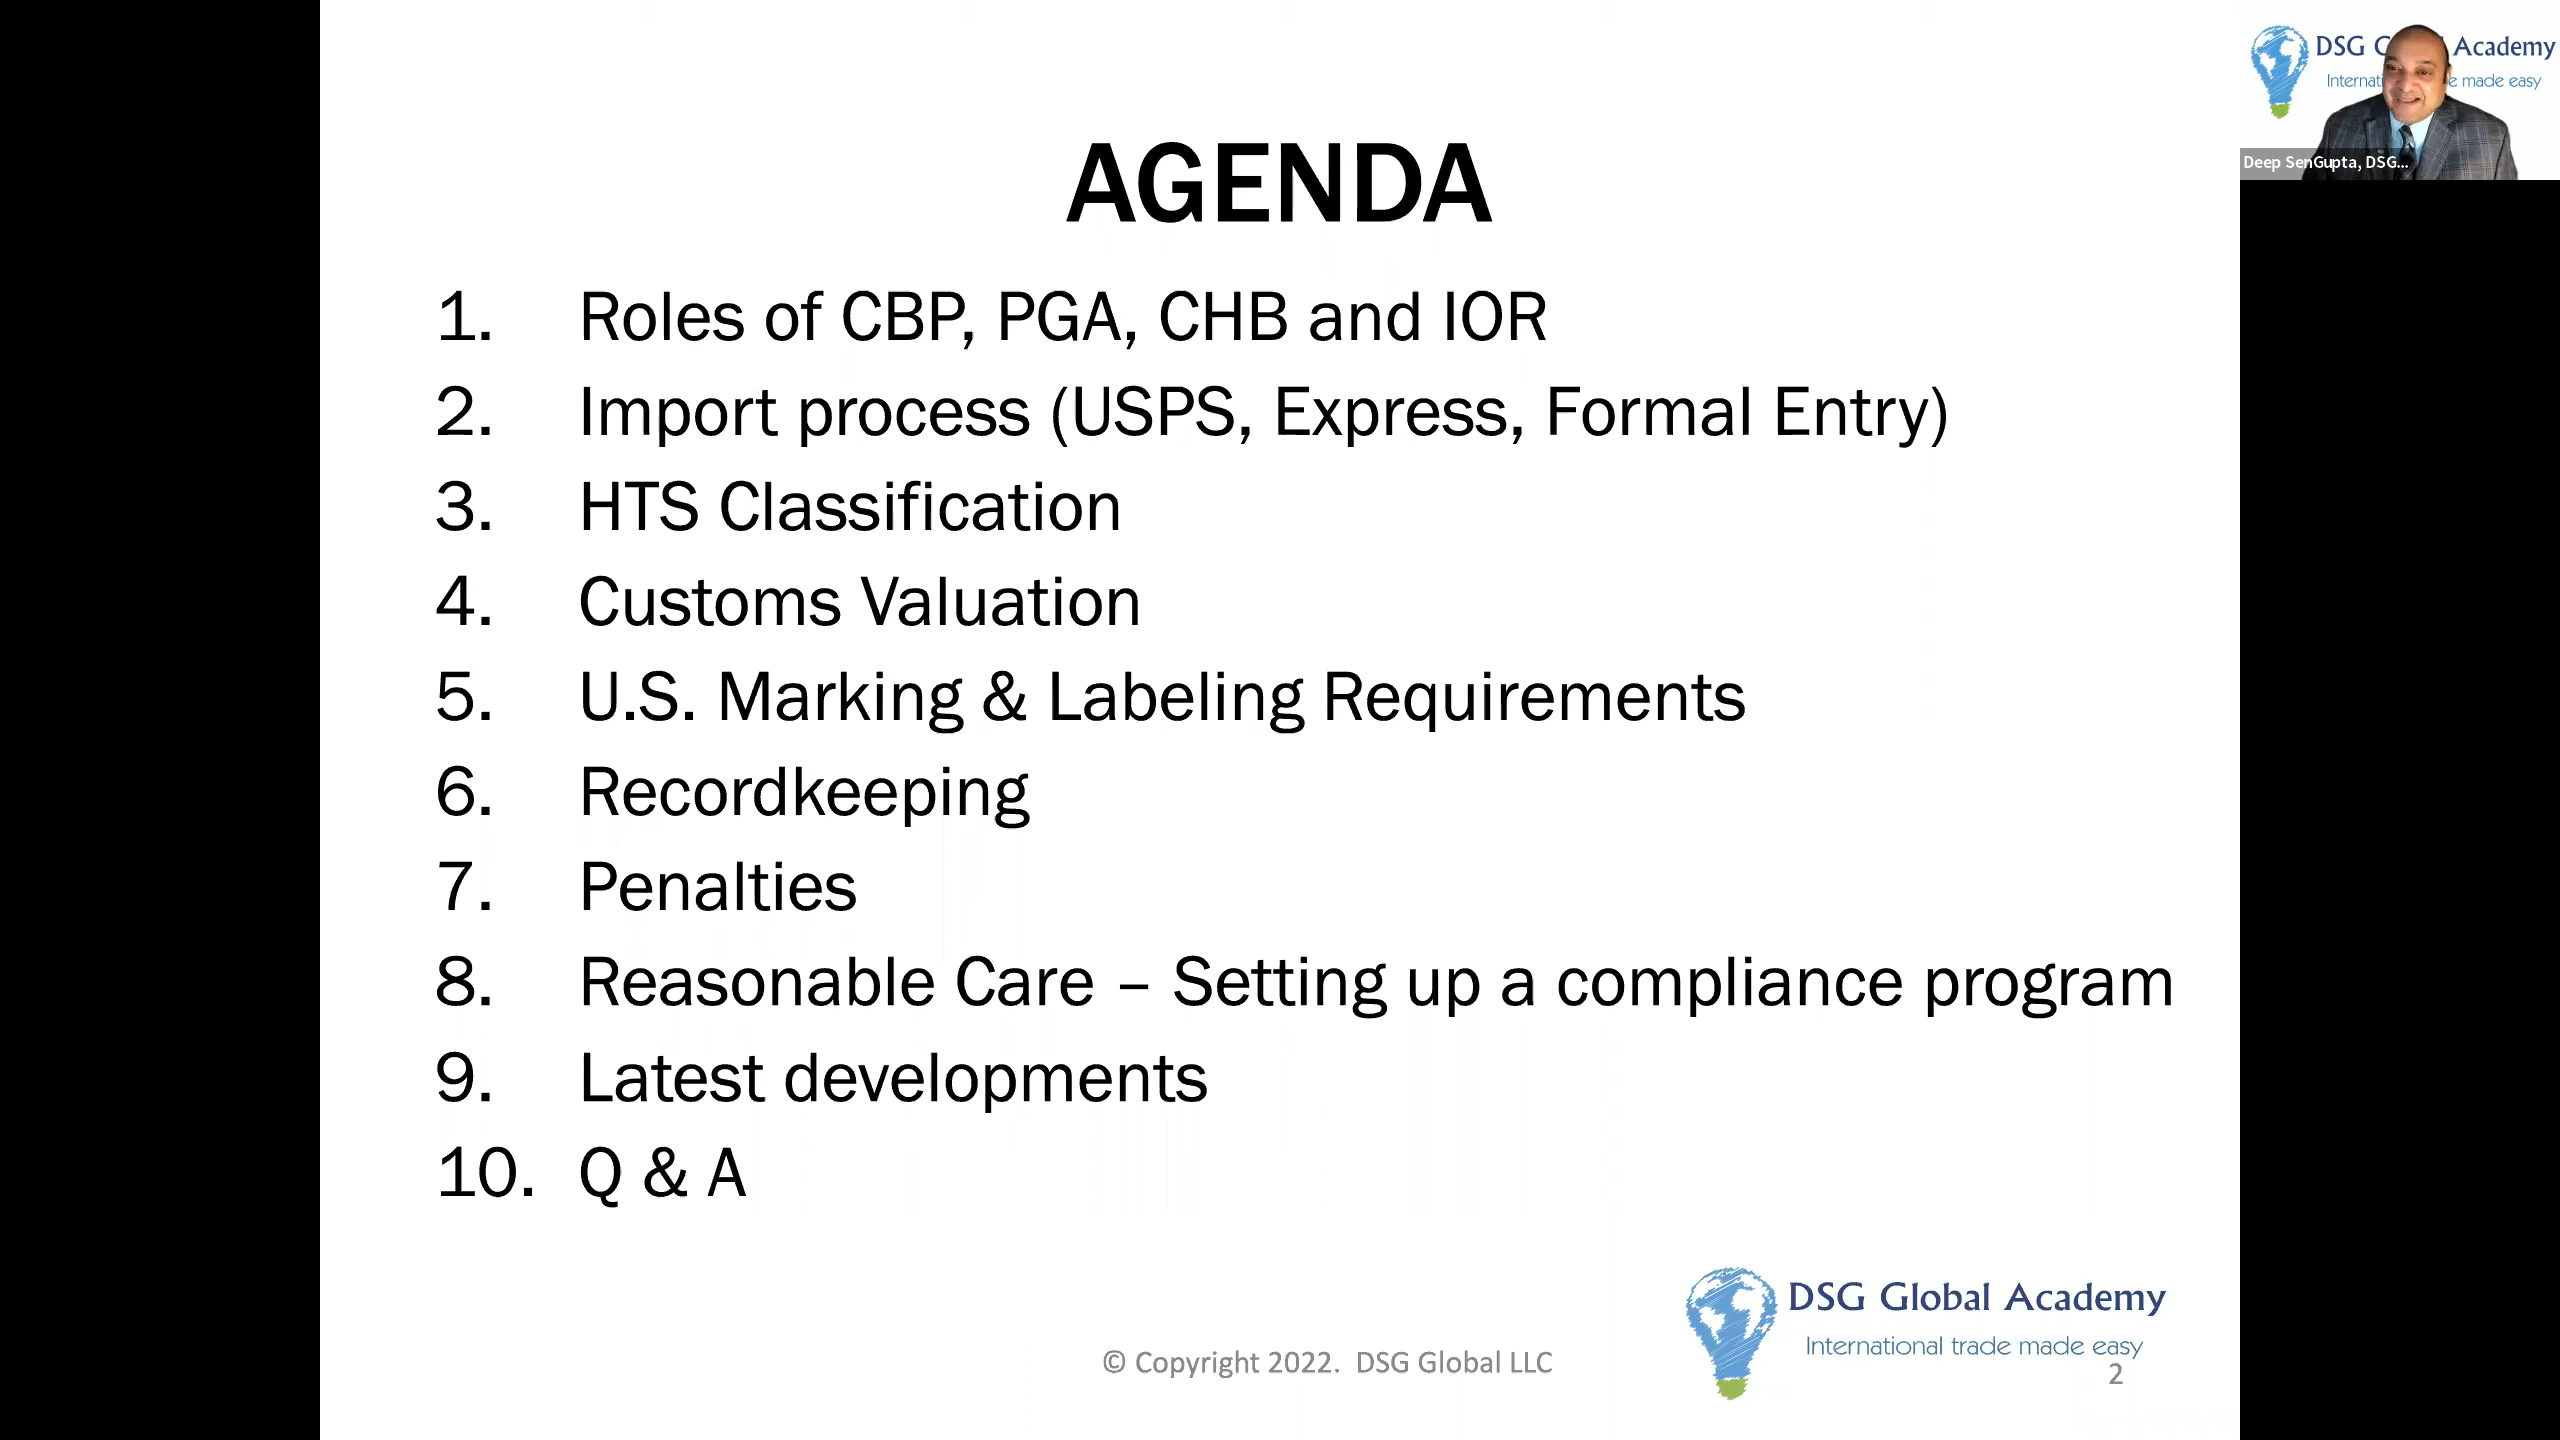 AGENDA
1. Roles of CBP, PGA, CHB and IOR
2. Import process (USPS, Express, Formal Entry)
3. HTS Classification
4. Customs Valuation
5. U.S. Marking & Labeling Requirements
6. Recordkeeping
7. Penalties
8. Reasonable Care – Setting up a compliance program
9. Latest developments
10. Q & A
© Copyright 2022. DSG Global LLC
DSG Global Academy
International trade made easy
2
DSG G Academy
Internati e made easy
Deep SenGupta, DSG...